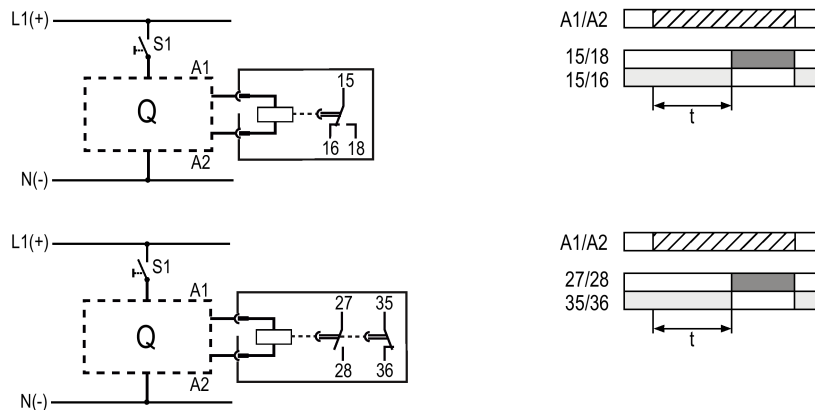 L1(+)
S1
A1
Q
A2
N(-)
15
16 18
A1/A2
15/18
15/16
t
L1(+)
S1
A1
Q
A2
N(-)
27 35
28 36
A1/A2
27/28
35/36
t